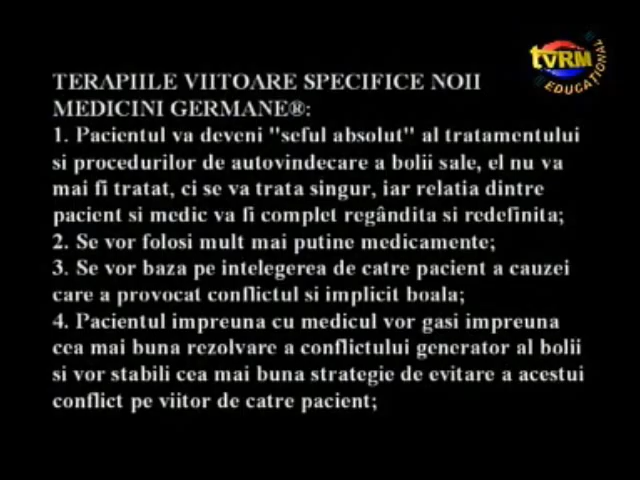 tvRM
EDUCAȚIONAL
TERAPIILE VIITOARE SPECIFICE NOII
MEDICINI GERMANE®:
1. Pacientul va deveni "seful absolut" al tratamentului
si procedurilor de autovindecare a bolii sale, el nu va
mai fi tratat, ci se va trata singur, iar relatia dintre
pacient si medic va fi complet regândita si redefinita;
2. Se vor folosi mult mai putine medicamente;
3. Se vor baza pe intelegerea de catre pacient a cauzei
care a provocat conflictul si implicit boala;
4. Pacientul impreuna cu medicul vor gasi impreuna
cea mai buna rezolvare a conflictului generator al bolii
si vor stabili cea mai buna strategie de evitare a acestui
conflict pe viitor de catre pacient;